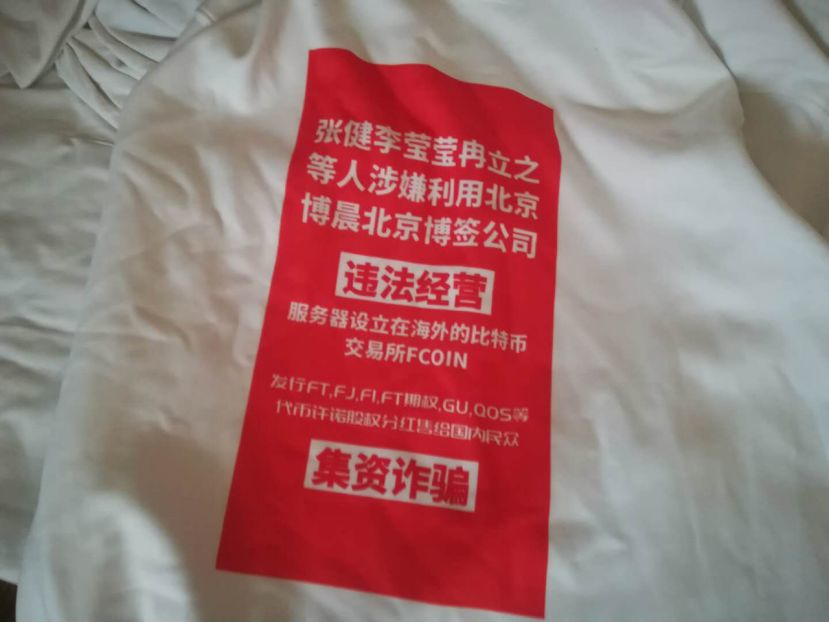 张健李莹莹冉立之
等人涉嫌利用北京
博晨北京博签公司
违法经营
服务器设立在海外的比特币
交易所FCOIN
发行FT,FJ,FI,FT期权,GU,QOS等
代币许诺股权分红售给国内民众
集资诈骗